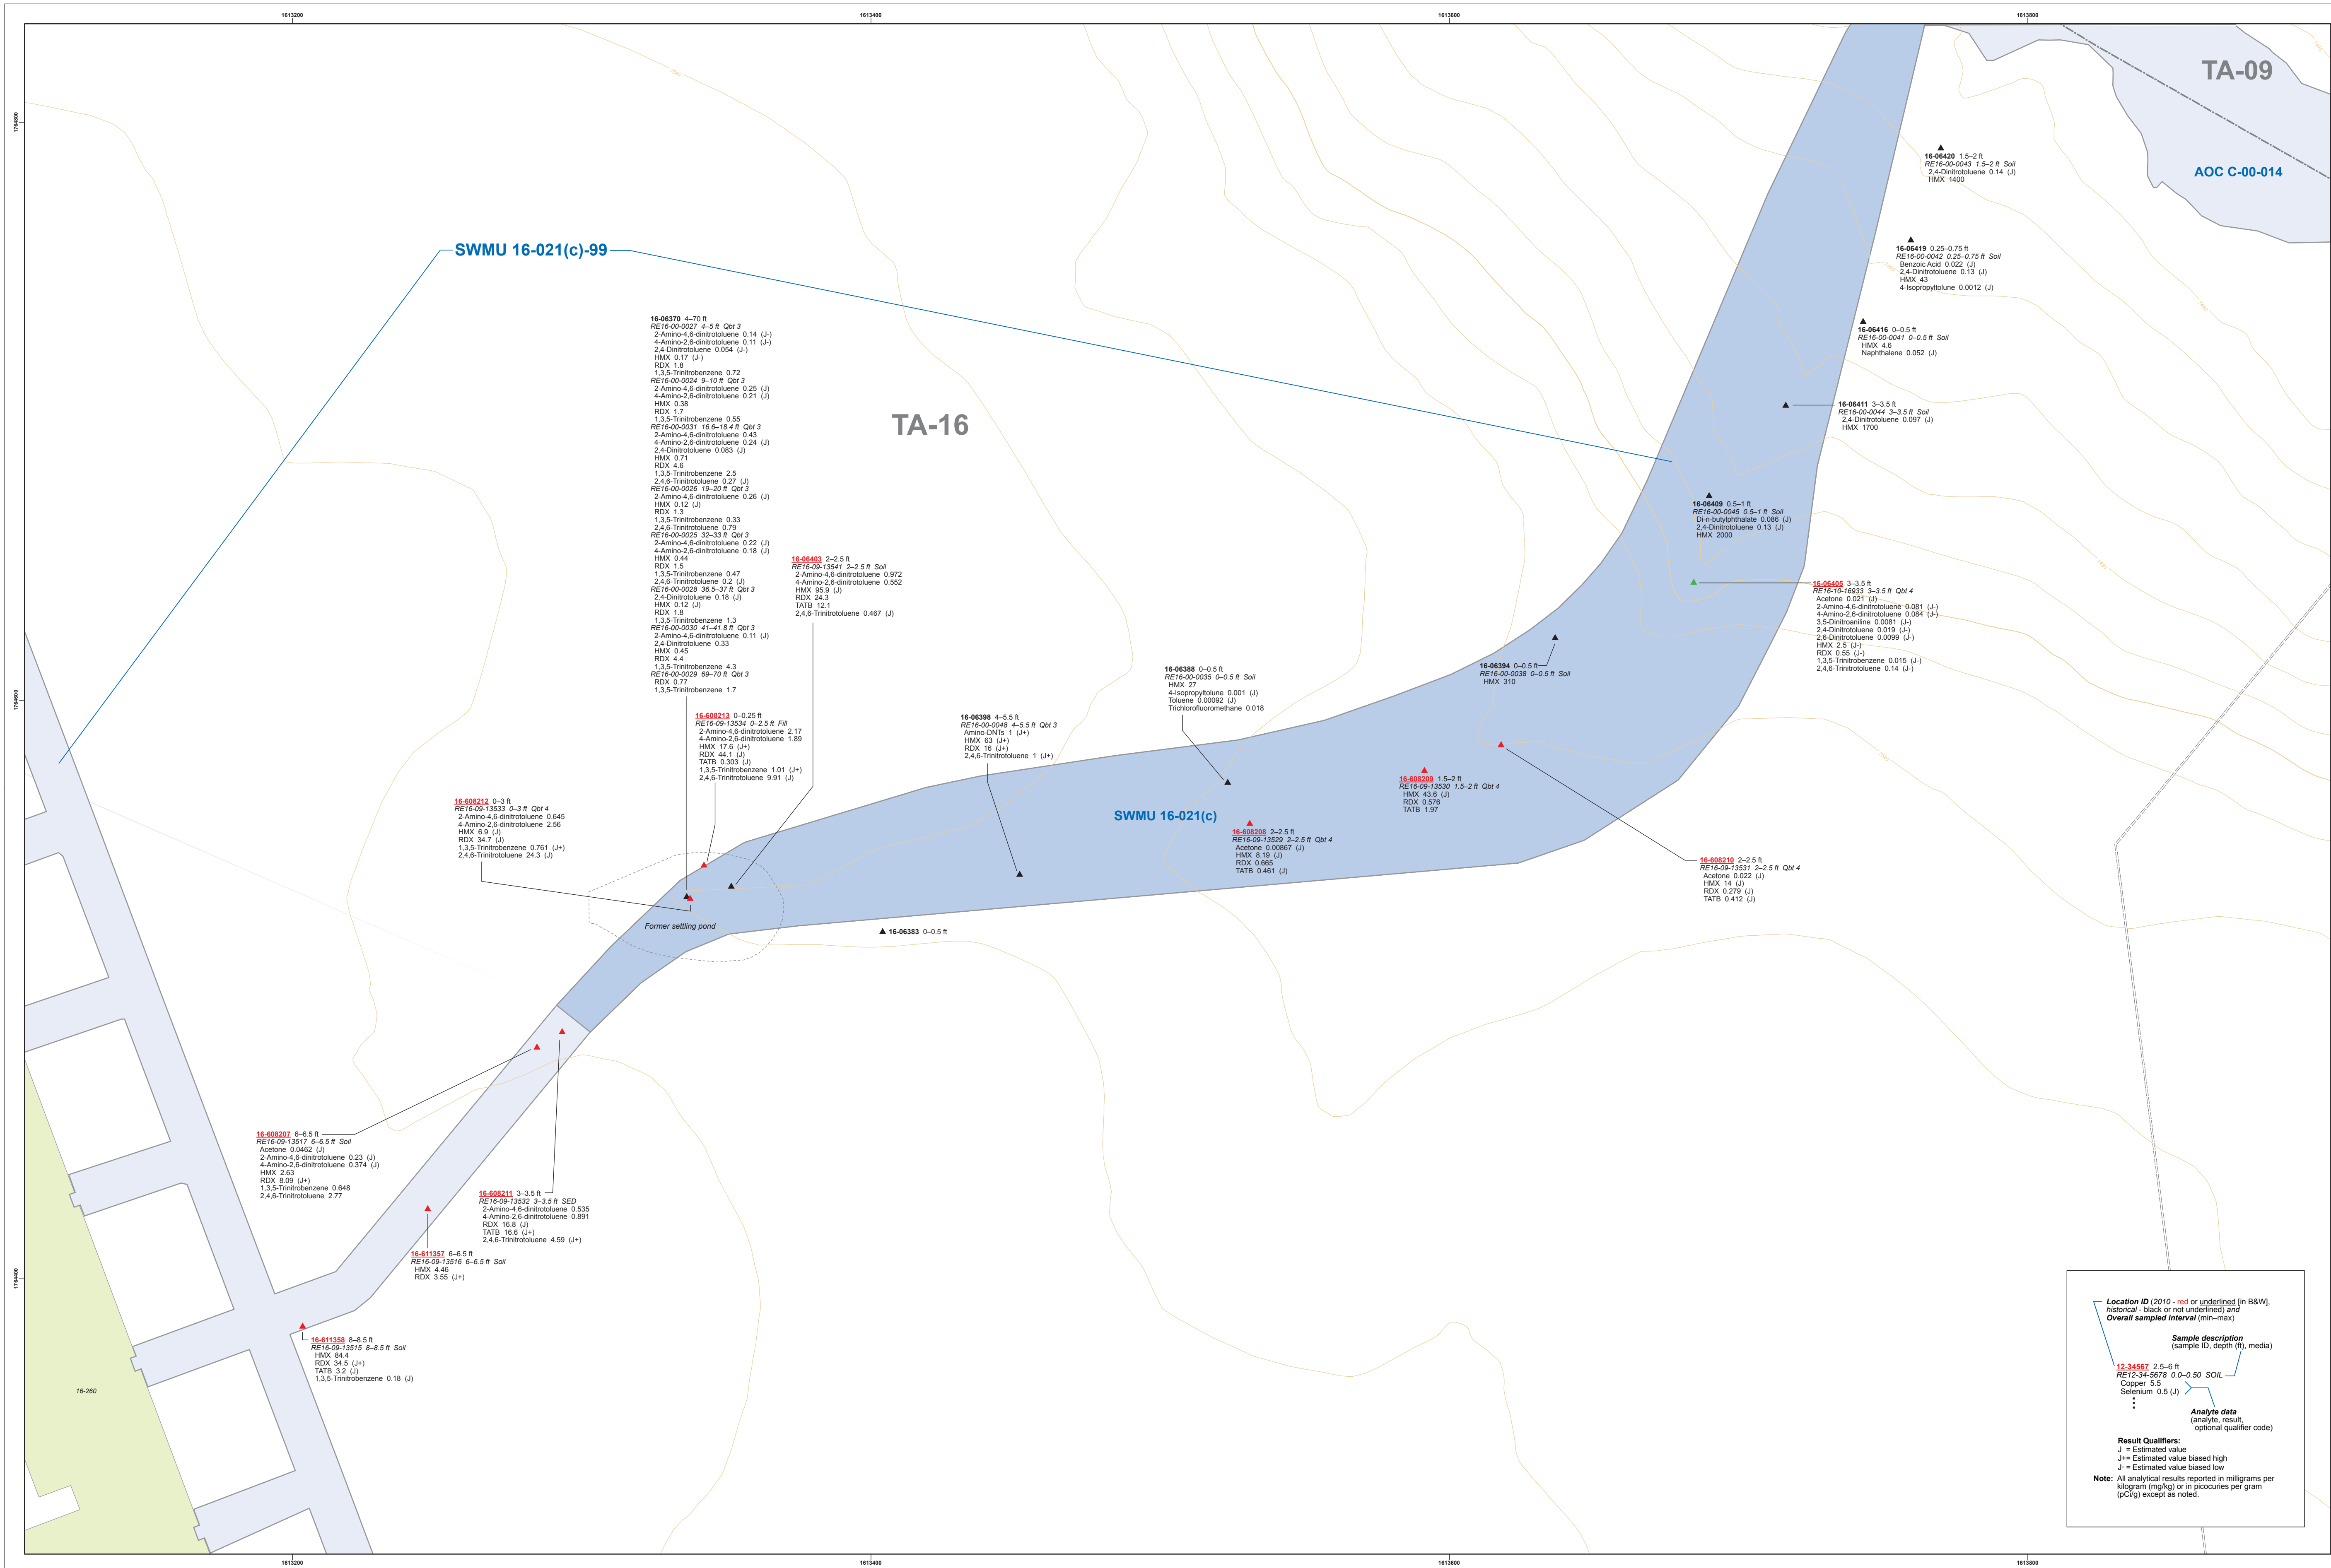 1613200
1613400
1613600
1613800
1764800
1764600
1764400
TA-09
AOC C-00-014
SWMU 16-021(c)-99
TA-16
16-06420 1.5–2 ft
RE16-00-0043 1.5–2 ft Soil
2,4-Dinitrotoluene 0.14 (J)
HMX 1400
16-06419 0.25–0.75 ft
RE16-00-0042 0.25–0.75 ft Soil
Benzoic Acid 0.022 (J)
2,4-Dinitrotoluene 0.13 (J)
HMX 43
4-Isopropyltolune 0.0012 (J)
16-06416 0–0.5 ft
RE16-00-0041 0–0.5 ft Soil
HMX 4.6
Naphthalene 0.052 (J)
16-06411 3–3.5 ft
RE16-00-0044 3–3.5 ft Soil
2,4-Dinitrotoluene 0.097 (J)
HMX 1700
16-06409 0.5–1 ft
RE16-00-0045 0.5–1 ft Soil
Di-n-butylphthalate 0.086 (J)
2,4-Dinitrotoluene 0.13 (J)
HMX 2000
16-06405 3–3.5 ft
RE16-10-16933 3–3.5 ft Qbt 4
Acetone 0.021 (J)
2-Amino-4,6-dinitrotoluene 0.081 (J-)
4-Amino-2,6-dinitrotoluene 0.084 (J-)
3,5-Dinitroaniline 0.0081 (J-)
2,4-Dinitrotoluene 0.019 (J-)
2,6-Dinitrotoluene 0.0099 (J-)
HMX 2.5 (J-)
RDX 0.55 (J-)
1,3,5-Trinitrobenzene 0.015 (J-)
2,4,6-Trinitrotoluene 0.14 (J-)
16-06370 4–70 ft
RE16-00-0027 4–5 ft Qbt 3
2-Amino-4,6-dinitrotoluene 0.14 (J-)
4-Amino-2,6-dinitrotoluene 0.11 (J-)
2,4-Dinitrotoluene 0.054 (J-)
HMX 0.17 (J-)
RDX 1.8
1,3,5-Trinitrobenzene 0.72
RE16-00-0024 9–10 ft Qbt 3
2-Amino-4,6-dinitrotoluene 0.25 (J)
4-Amino-2,6-dinitrotoluene 0.21 (J)
HMX 0.38
RDX 1.7
1,3,5-Trinitrobenzene 0.55
RE16-00-0031 16.6–18.4 ft Qbt 3
2-Amino-4,6-dinitrotoluene 0.43
4-Amino-2,6-dinitrotoluene 0.24 (J)
2,4-Dinitrotoluene 0.083 (J)
HMX 0.71
RDX 4.6
1,3,5-Trinitrobenzene 2.5
2,4,6-Trinitrotoluene 0.27 (J)
RE16-00-0026 19–20 ft Qbt 3
2-Amino-4,6-dinitrotoluene 0.26 (J)
HMX 0.12 (J)
RDX 1.3
1,3,5-Trinitrobenzene 0.33
2,4,6-Trinitrotoluene 0.79
RE16-00-0025 32–33 ft Qbt 3
2-Amino-4,6-dinitrotoluene 0.22 (J)
4-Amino-2,6-dinitrotoluene 0.18 (J)
HMX 0.44
RDX 1.5
1,3,5-Trinitrobenzene 0.47
2,4,6-Trinitrotoluene 0.2 (J)
RE16-00-0028 36.5–37 ft Qbt 3
2,4-Dinitrotoluene 0.18 (J)
HMX 0.12 (J)
RDX 1.8
1,3,5-Trinitrobenzene 1.3
RE16-00-0030 41–41.8 ft Qbt 3
2-Amino-4,6-dinitrotoluene 0.11 (J)
2,4-Dinitrotoluene 0.33
HMX 0.45
RDX 4.4
1,3,5-Trinitrobenzene 4.3
RE16-00-0029 69–70 ft Qbt 3
RDX 0.77
1,3,5-Trinitrobenzene 1.7
16-06403 2–2.5 ft
RE16-09-13541 2–2.5 ft Soil
2-Amino-4,6-dinitrotoluene 0.972
4-Amino-2,6-dinitrotoluene 0.552
HMX 95.9 (J)
RDX 24.3
TATB 12.1
2,4,6-Trinitrotoluene 0.467 (J)
16-608213 0–0.25 ft
RE16-09-13534 0–2.5 ft Fill
2-Amino-4,6-dinitrotoluene 2.17
4-Amino-2,6-dinitrotoluene 1.89
HMX 17.6 (J+)
RDX 44.1 (J)
TATB 0.303 (J)
1,3,5-Trinitrobenzene 1.01 (J+)
2,4,6-Trinitrotoluene 9.91 (J)
16-608212 0–3 ft
RE16-09-13533 0–3 ft Qbt 4
2-Amino-4,6-dinitrotoluene 0.645
4-Amino-2,6-dinitrotoluene 2.56
HMX 6.9 (J)
RDX 34.7 (J)
1,3,5-Trinitrobenzene 0.761 (J+)
2,4,6-Trinitrotoluene 24.3 (J)
16-06398 4–5.5 ft
RE16-00-0048 4–5.5 ft Qbt 3
Amino-DNTs 1 (J+)
HMX 63 (J+)
RDX 16 (J+)
2,4,6-Trinitrotoluene 1 (J+)
16-06388 0–0.5 ft
RE16-00-0035 0–0.5 ft Soil
HMX 27
4-Isopropyltolune 0.001 (J)
Toluene 0.00092 (J)
Trichlorofluoromethane 0.018
16-06394 0–0.5 ft
RE16-00-0038 0–0.5 ft Soil
HMX 310
16-608209 1.5–2 ft
RE16-09-13530 1.5–2 ft Qbt 4
HMX 43.6 (J)
RDX 0.576
TATB 1.97
SWMU 16-021(c)
16-608208 2–2.5 ft
RE16-09-13529 2–2.5 ft Qbt 4
Acetone 0.00867 (J)
HMX 8.19 (J)
RDX 0.665
TATB 0.461 (J)
16-608210 2–2.5 ft
RE16-09-13531 2–2.5 ft Qbt 4
Acetone 0.022 (J)
HMX 14 (J)
RDX 0.279 (J)
TATB 0.412 (J)
Former settling pond
16-06383 0–0.5 ft
16-608207 6–6.5 ft
RE16-09-13517 6–6.5 ft Soil
Acetone 0.0462 (J)
2-Amino-4,6-dinitrotoluene 0.23 (J)
4-Amino-2,6-dinitrotoluene 0.374 (J)
HMX 2.63
RDX 8.09 (J+)
1,3,5-Trinitrobenzene 0.648
2,4,6-Trinitrotoluene 2.77
16-608211 3–3.5 ft
RE16-09-13532 3–3.5 ft SED
2-Amino-4,6-dinitrotoluene 0.535
4-Amino-2,6-dinitrotoluene 0.891
RDX 16.8 (J)
TATB 16.6 (J+)
2,4,6-Trinitrotoluene 4.59 (J+)
16-611357 6–6.5 ft
RE16-09-13516 6–6.5 ft Soil
HMX 4.46
RDX 3.55 (J+)
16-611358 8–8.5 ft
RE16-09-13515 8–8.5 ft Soil
HMX 84.4
RDX 34.5 (J+)
TATB 3.2 (J)
1,3,5-Trinitrobenzene 0.18 (J)
16-260
Location ID (2010 - red or underlined [in B&W],
historical - black or not underlined) and
Overall sampled interval (min–max)
Sample description
(sample ID, depth (ft), media)
12-34567 2.5–6 ft
RE12-34-5678 0.0–0.50 SOIL
Copper 5.5
Selenium 0.5 (J)
Analyte data
(analyte, result,
optional qualifier code)
Result Qualifiers:
J = Estimated value
J+= Estimated value biased high
J- = Estimated value biased low
Note: All analytical results reported in milligrams per
kilogram (mg/kg) or in picocuries per gram
(pCi/g) except as noted.
1613200
1613400
1613600
1613800